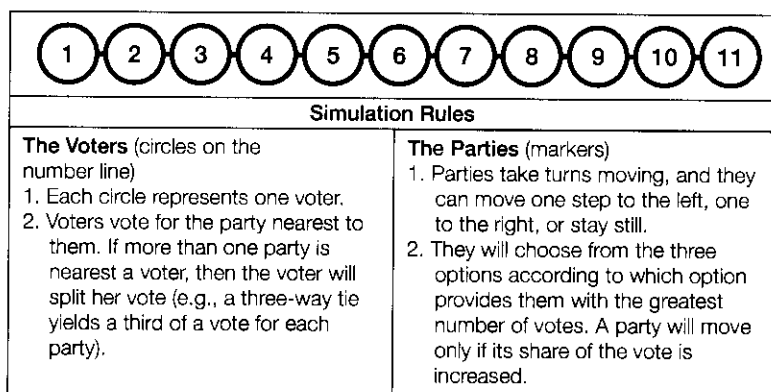 1 2 3 4 5 6 7 8 9 10 11
Simulation Rules
The Voters (circles on the
number line)
1. Each circle represents one voter.
2. Voters vote for the party nearest to
them. If more than one party is
nearest a voter, then the voter will
split her vote (e.g., a three-way tie
yields a third of a vote for each
party).
The Parties (markers)
1. Parties take turns moving, and they
can move one step to the left, one
to the right, or stay still.
2. They will choose from the three
options according to which option
provides them with the greatest
number of votes. A party will move
only if its share of the vote is
increased.